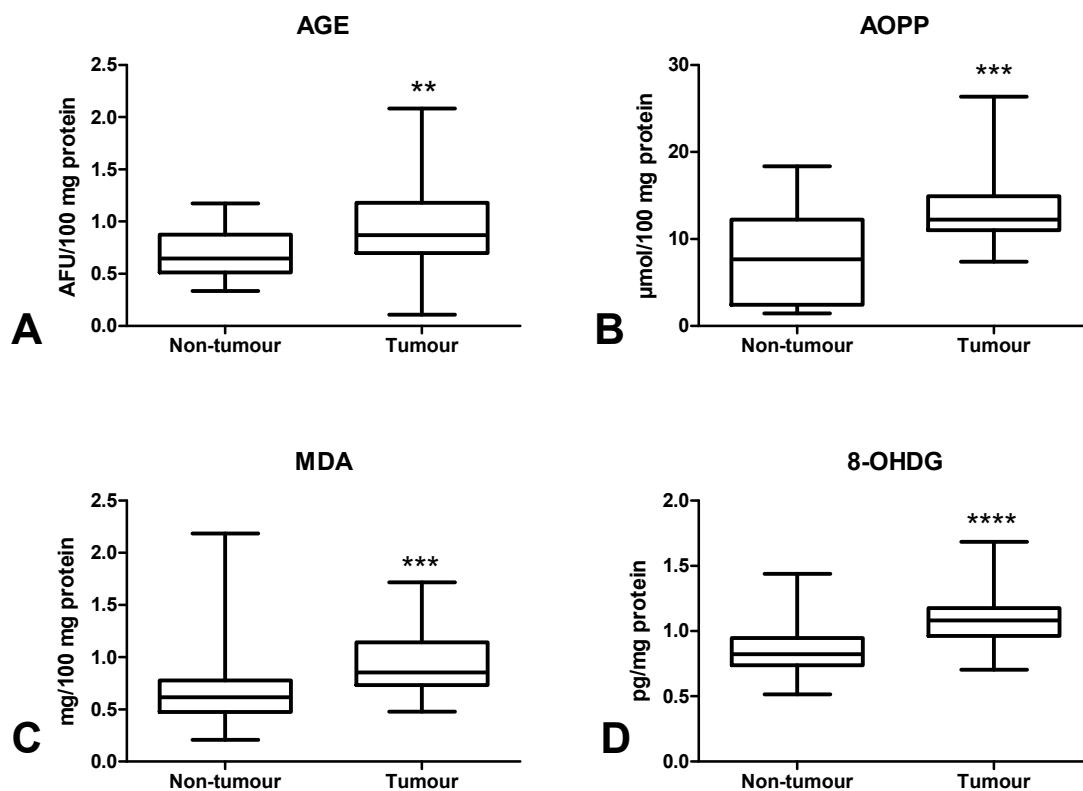 AGE
2.5
2.0
1.5
1.0
0.5
0.0
AFU/100 mg protein
**
Non-tumour
Tumour
A
AOPP
30
20
10
0
µmol/100 mg protein
***
Non-tumour
Tumour
B
MDA
2.5
2.0
1.5
1.0
0.5
0.0
mg/100 mg protein
***
Non-tumour
Tumour
C
8-OHDG
2.0
1.5
1.0
0.5
0.0
pg/mg protein
****
Non-tumour
Tumour
D